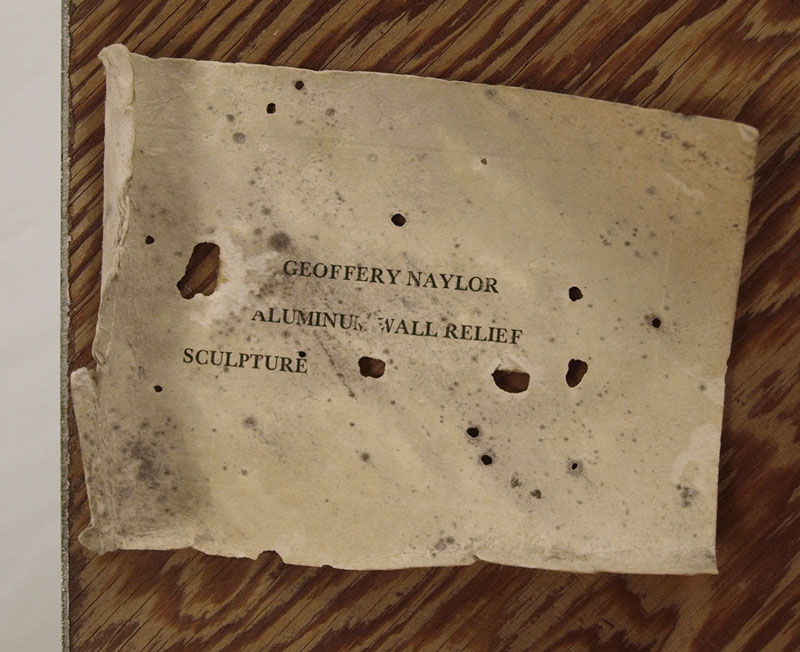 GEOFFERY NAYLOR
ALUMINUM WALL RELIEF
SCULPTURE